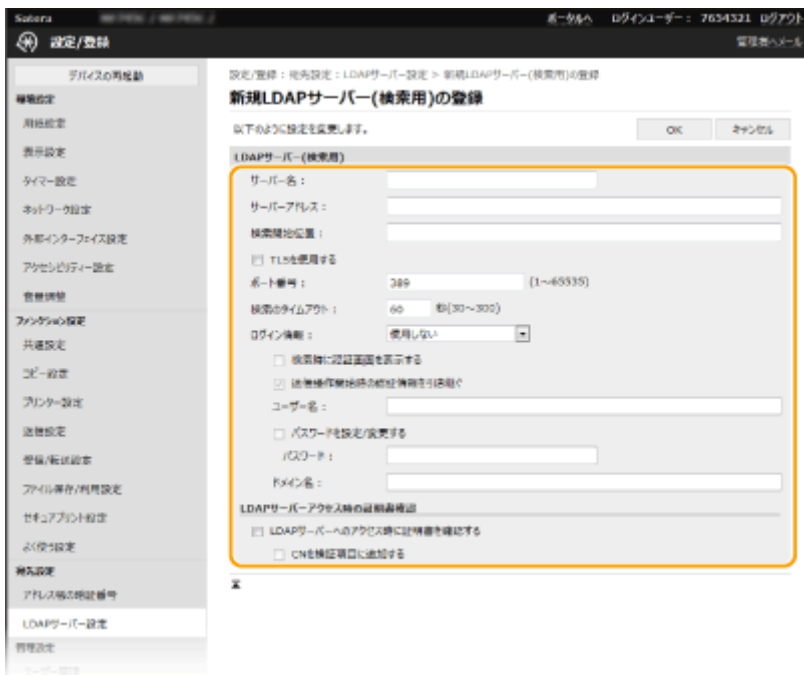 Satera
ポータルへ ログインユーザー： 7654321 ログアウト
設定/登録
管理者へメール
デバイスの再起動
環境設定
用紙設定
表示設定
タイマー設定
ネットワーク設定
外部インターフェイス設定
アクセシビリティー設定
音量調整
ファンクション設定
共通設定
コピー設定
プリンター設定
送信設定
受信/転送設定
ファイル保存/利用設定
セキュアプリント設定
よく使う設定
宛先設定
アドレス帳の暗証番号
LDAPサーバー設定
管理設定
ユーザー管理
設定/登録 : 宛先設定 : LDAPサーバー設定 > 新規LDAPサーバー(検索用)の登録
新規LDAPサーバー(検索用)の登録
以下のように設定を変更します。
OK キャンセル
LDAPサーバー(検索用)
サーバー名：
サーバーアドレス：
検索開始位置：
TLSを使用する
ポート番号： 389 (1～65535)
検索のタイムアウト： 60 秒(30～300)
ログイン情報： 使用しない
検索時に認証画面を表示する
送信操作開始時の認証情報を引き継ぐ
ユーザー名：
パスワードを設定/変更する
パスワード：
ドメイン名：
LDAPサーバーアクセス時の証明書確認
LDAPサーバーへのアクセス時に証明書を確認する
CNを検証項目に追加する